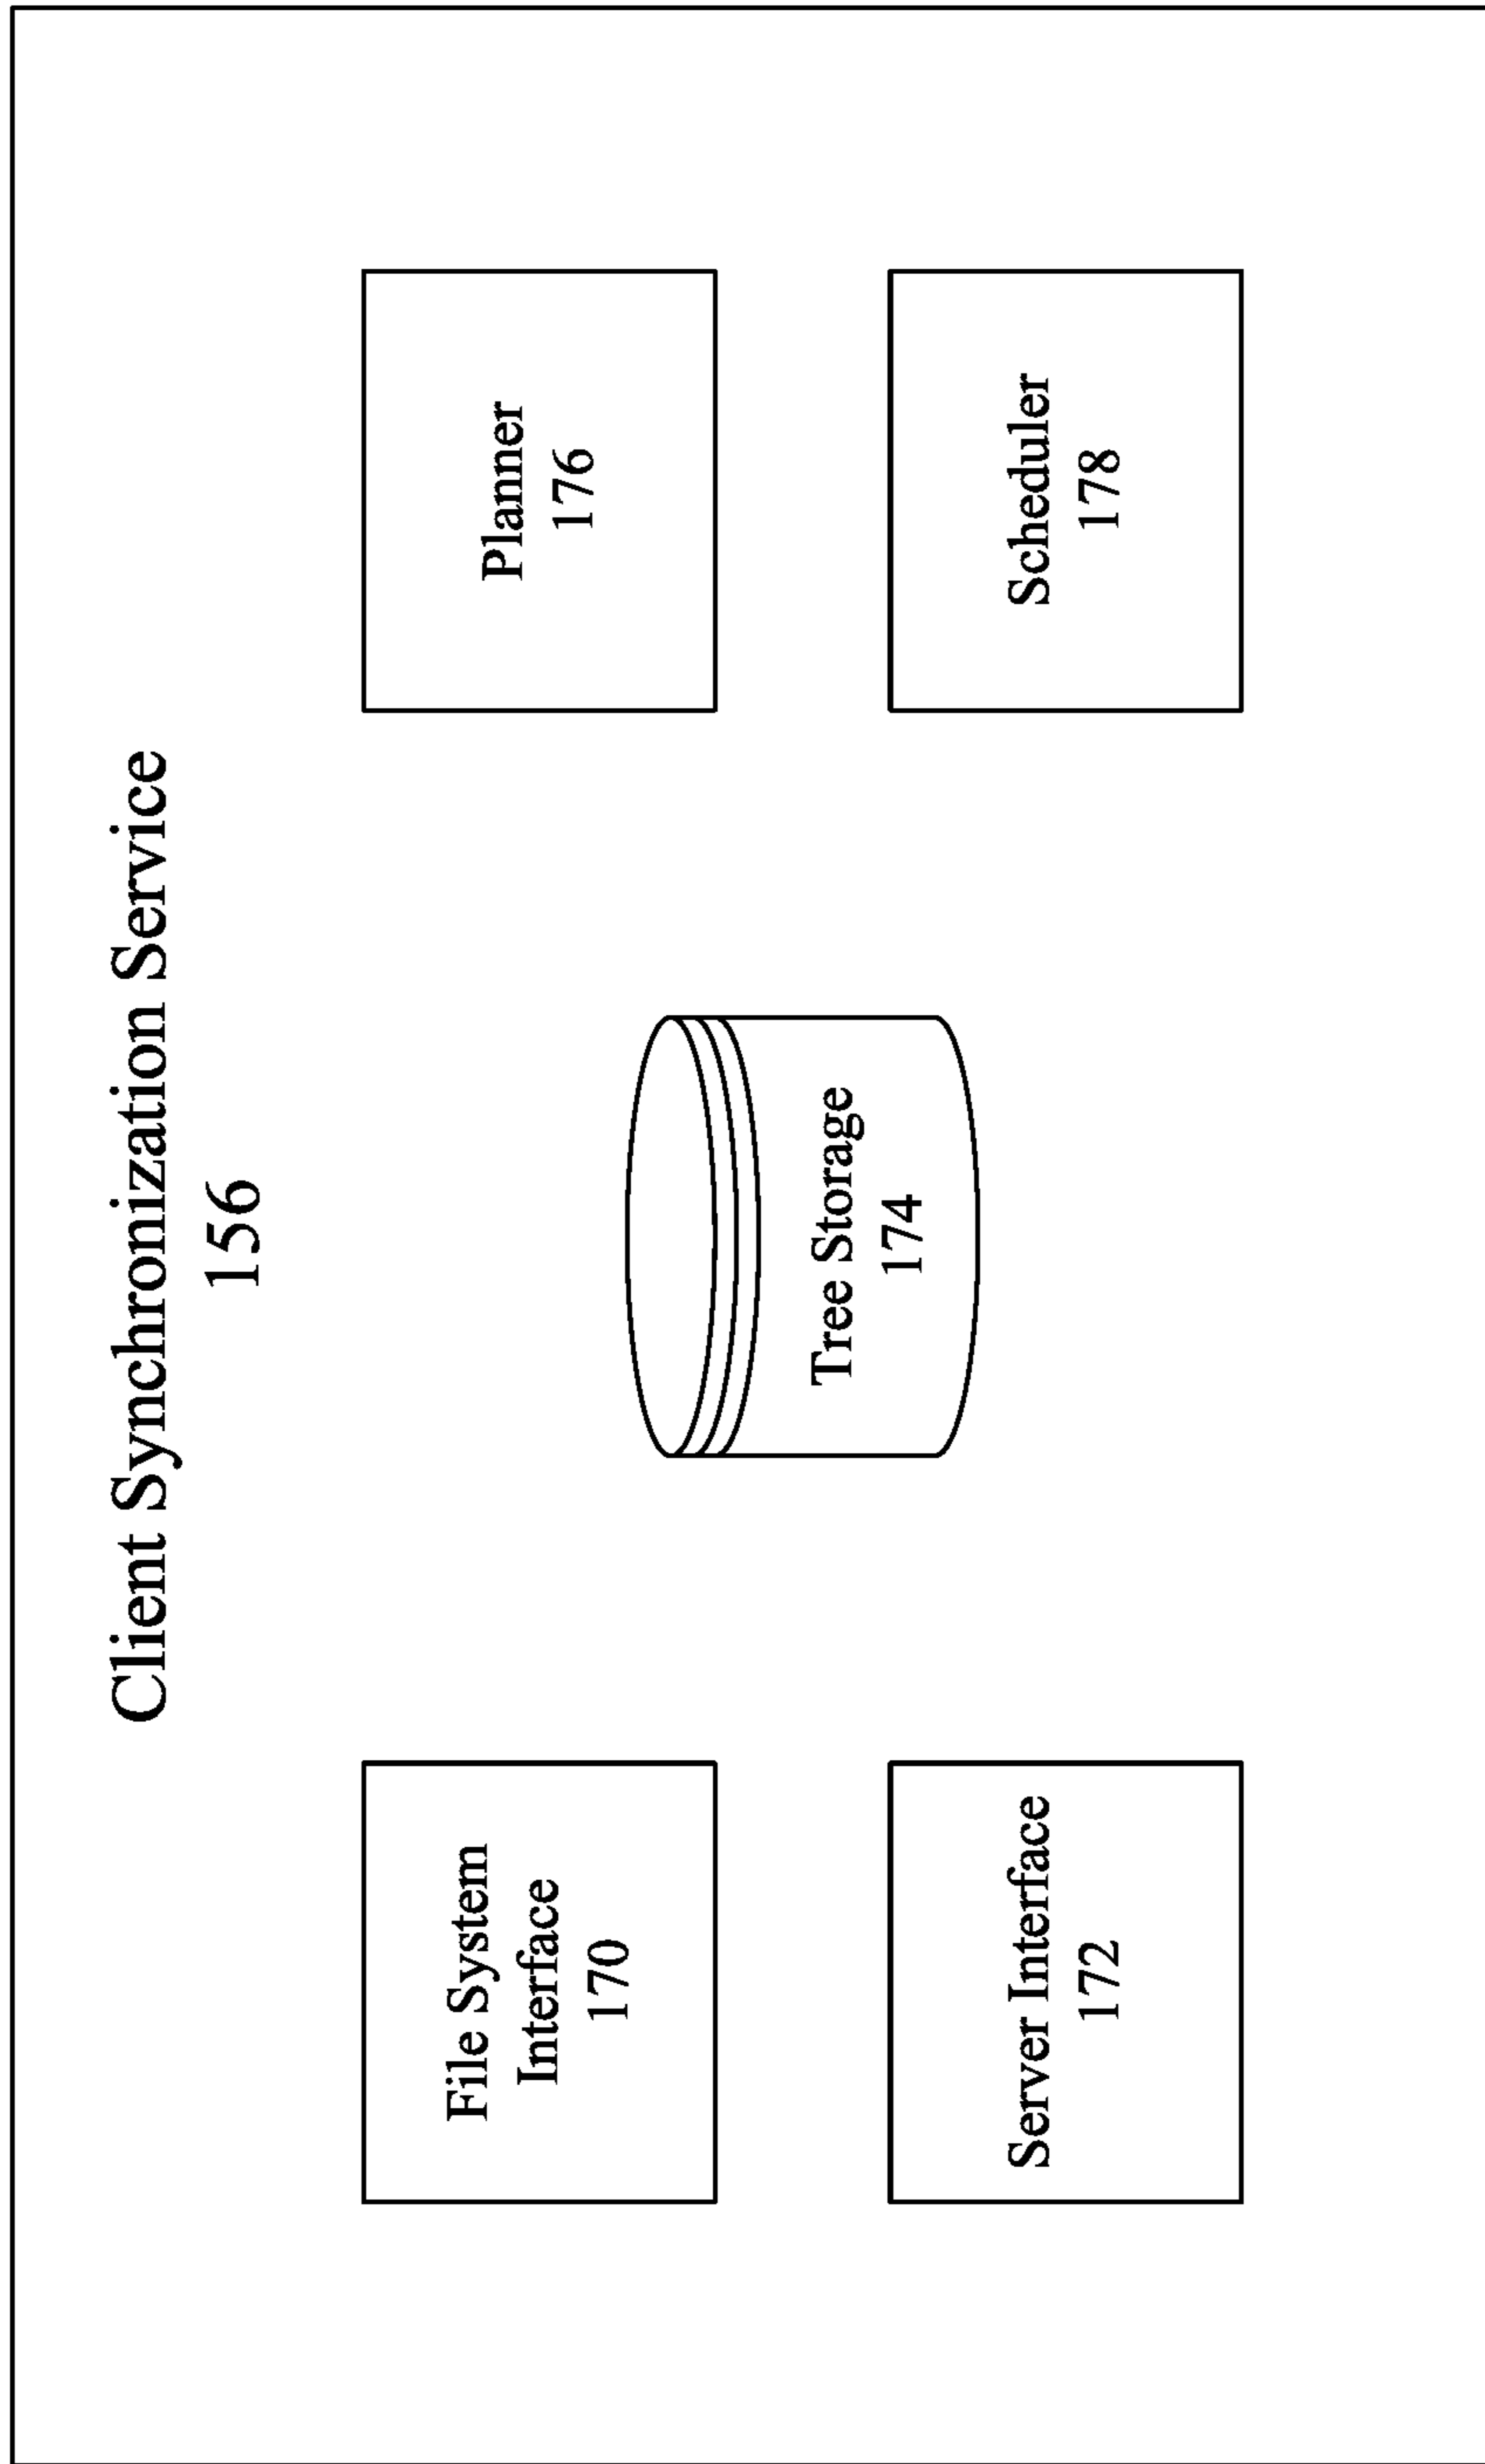 Client Synchronization Service
156
File System
Interface
170
Server Interface
172
Tree Storage
174
Planner
176
Scheduler
178